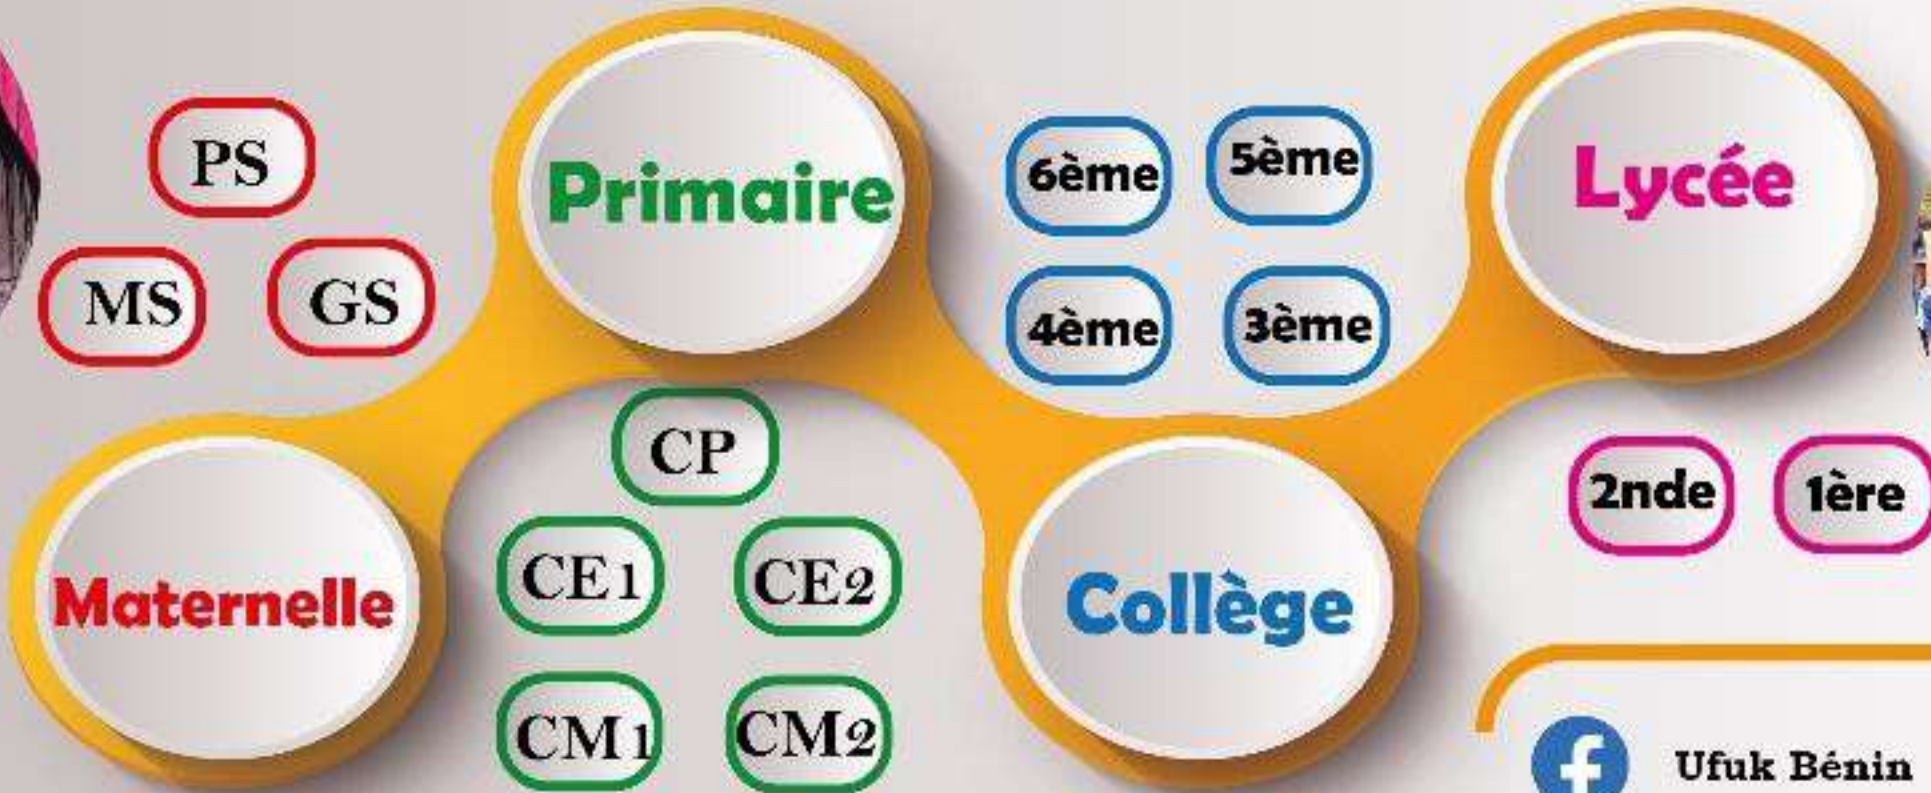 PS
MS GS
Maternelle
Primaire
CP
CE1 CE2
CM1 CM2
6ème 5ème
4ème 3ème
Collège
Lycée
2nde 1ère
Ufuk Bénin